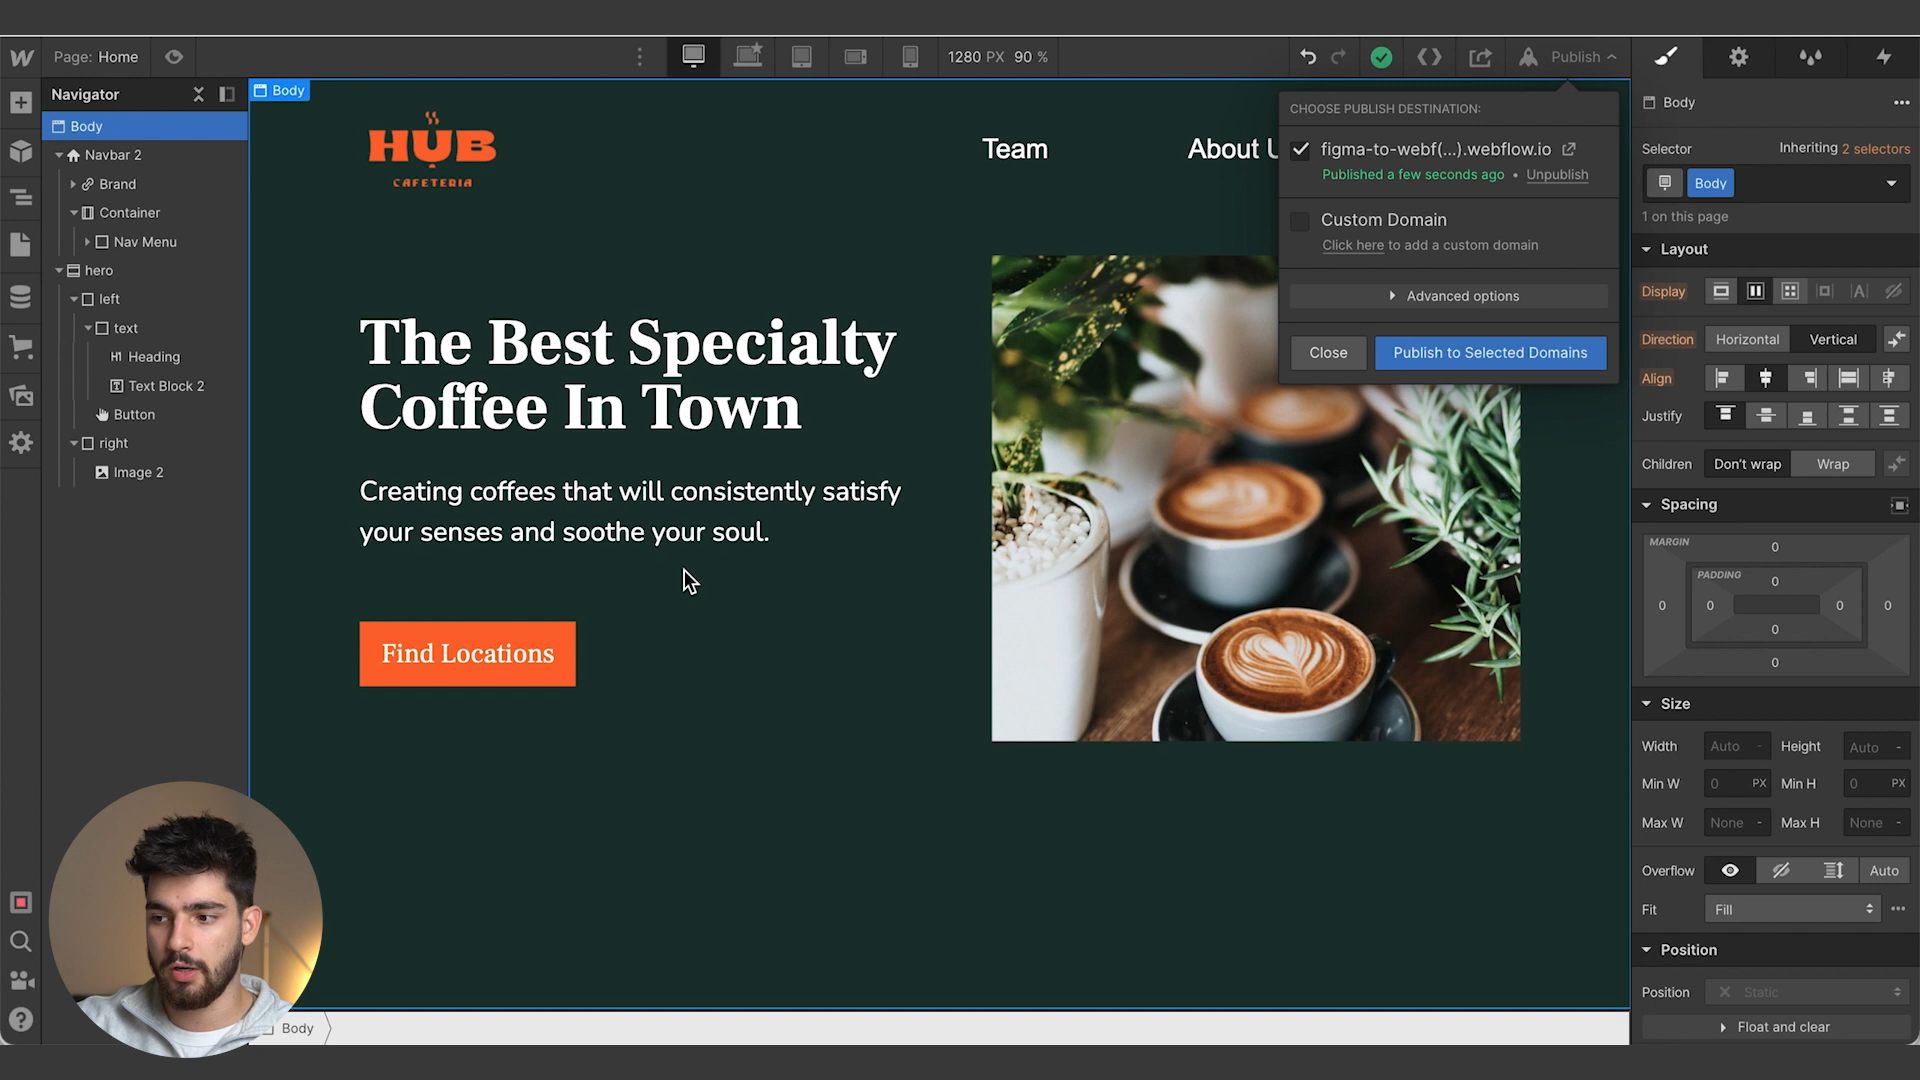 Page: Home
1280 PX 90 %
Publish
Navigator
Body
Navbar 2
Brand
Container
Nav Menu
hero
left
text
H1 Heading
Text Block 2
Button
right
Image 2
Body
HUB
CAFETERIA
Team
About U
The Best Specialty
Coffee In Town
Creating coffees that will consistently satisfy
your senses and soothe your soul.
Find Locations
CHOOSE PUBLISH DESTINATION:
figma-to-webf(...).webflow.io
Published a few seconds ago • Unpublish
Custom Domain
Click here to add a custom domain
Advanced options
Close
Publish to Selected Domains
Body
Body
Selector
Inheriting 2 selectors
Body
1 on this page
Layout
Display
Direction
Horizontal
Vertical
Align
Justify
Children
Don't wrap
Wrap
Spacing
MARGIN
0
PADDING
0
0
0
0
0
0
0
Size
Width
Auto -
Height
Auto -
Min W
0 PX
Min H
0 PX
Max W
None -
Max H
None -
Overflow
Auto
Fit
Fill
Position
Position
Static
Float and clear